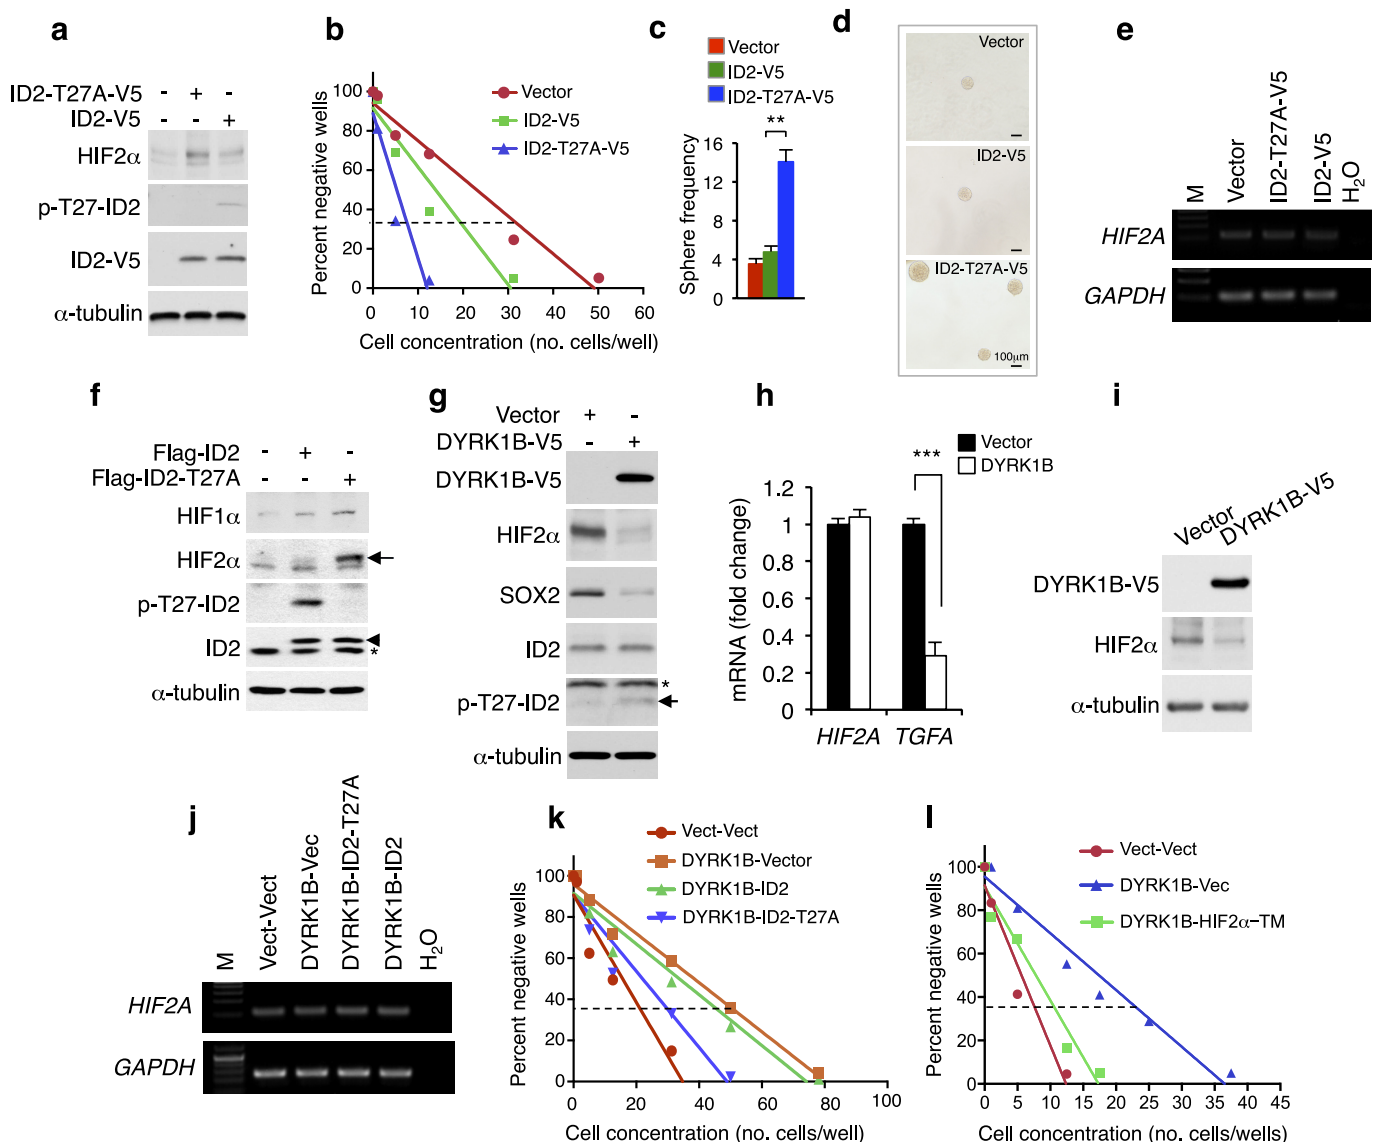 a
ID2-T27A-V5 - + -
ID2-V5 - - +
HIF2α
p-T27-ID2
ID2-V5
α-tubulin
b
Percent negative wells
100
80
60
40
20
0
0 10 20 30 40 50 60
Cell concentration (no. cells/well)
Vector
ID2-V5
ID2-T27A-V5
c
Vector
ID2-V5
ID2-T27A-V5
**
Sphere frequency
16
12
8
4
0
d
Vector
ID2-V5
ID2-T27A-V5
100μm
e
M Vector ID2-T27A-V5 ID2-V5 H2O
HIF2A
GAPDH
f
Flag-ID2 - + -
Flag-ID2-T27A - - +
HIF1α
HIF2α
p-T27-ID2
ID2
*
α-tubulin
g
Vector + -
DYRK1B-V5 - +
DYRK1B-V5
HIF2α
SOX2
ID2
*
p-T27-ID2
α-tubulin
h
Vector
DYRK1B
***
mRNA (fold change)
1.2
1
0.8
0.6
0.4
0.2
0
HIF2A TGFA
i
Vector DYRK1B-V5
DYRK1B-V5
HIF2α
α-tubulin
j
M Vect-Vect DYRK1B-Vec DYRK1B-ID2-T27A DYRK1B-ID2 H2O
HIF2A
GAPDH
k
Vect-Vect
DYRK1B-Vector
DYRK1B-ID2
DYRK1B-ID2-T27A
Percent negative wells
100
80
60
40
20
0
0 20 40 60 80 100
Cell concentration (no. cells/well)
l
Vect-Vect
DYRK1B-Vec
DYRK1B-HIF2α-TM
Percent negative wells
100
80
60
40
20
0
0 5 10 15 20 25 30 35 40 45
Cell concentration (no. cells/well)